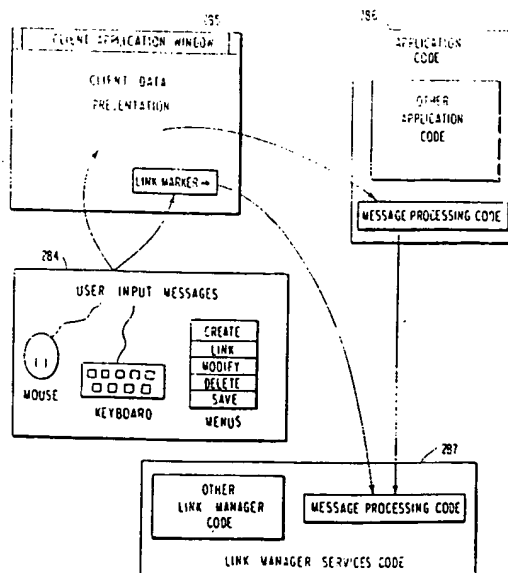 286
CLIENT APPLICATION WINDOW
CLIENT DATA
PRESENTATION
LINK MARKER →
APPLICATION
CODE
OTHER
APPLICATION
CODE
MESSAGE PROCESSING CODE
284
USER INPUT MESSAGES
MOUSE
KEYBOARD
CREATE
LINK
MODIFY
DELETE
SAVE
MENUS
287
OTHER
LINK MANAGER
CODE
MESSAGE PROCESSING CODE
LINK MANAGER SERVICES CODE